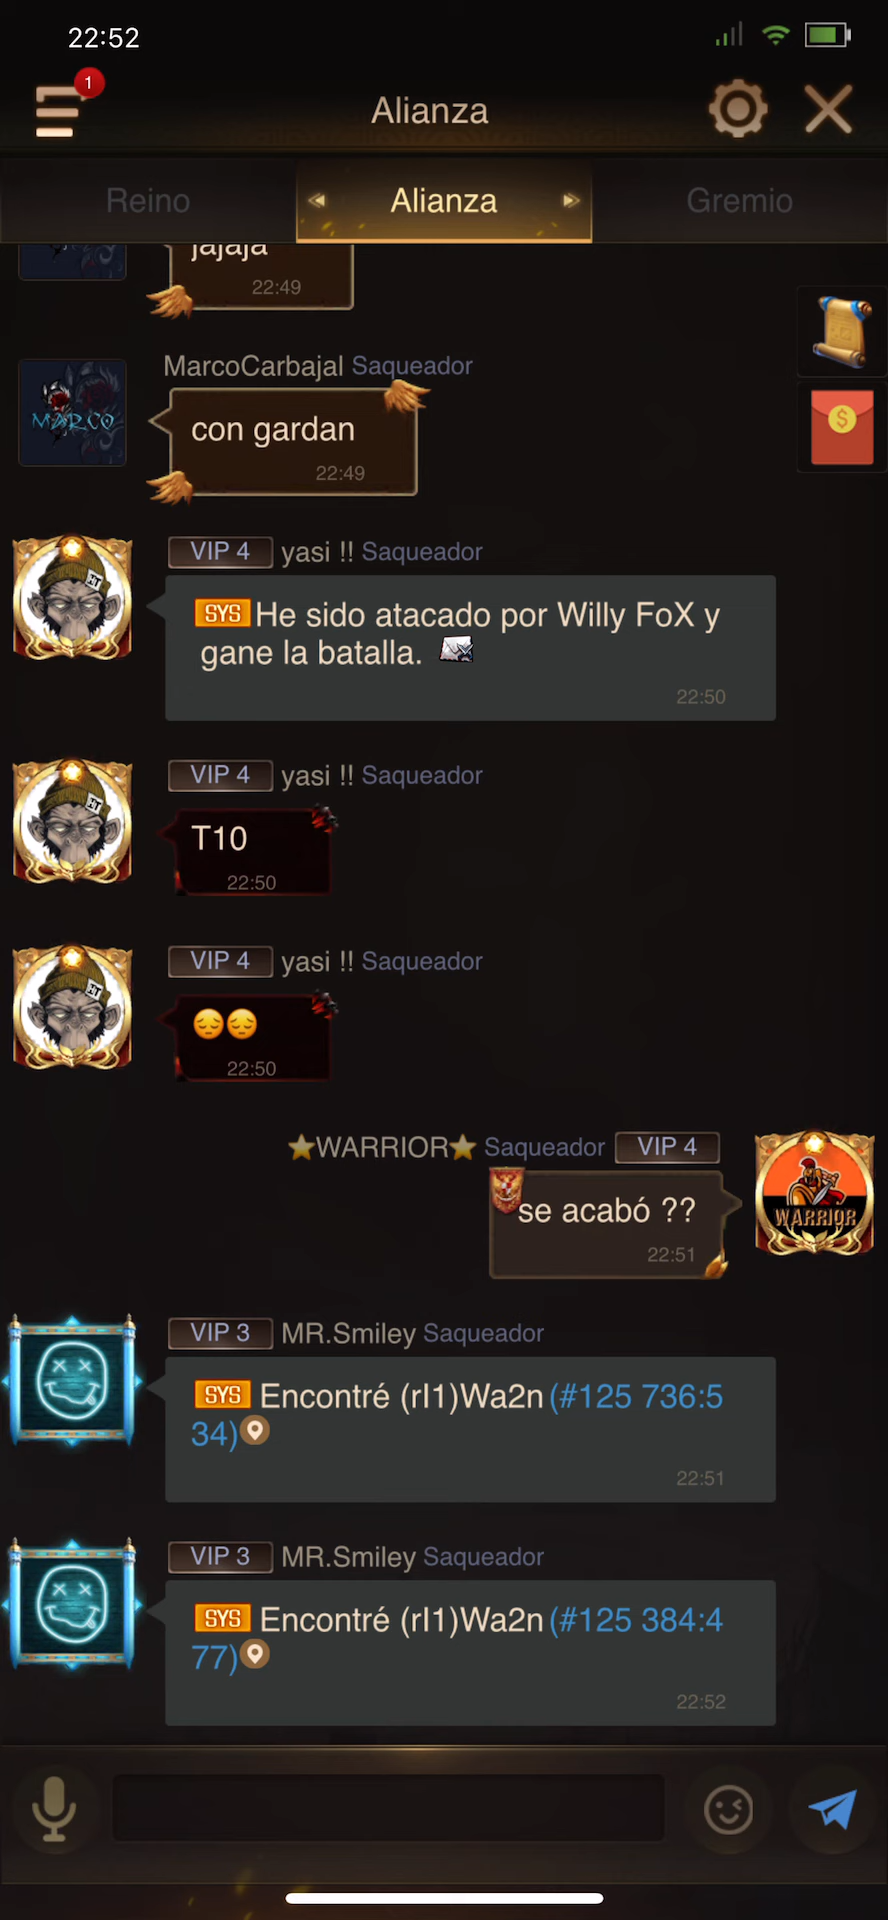 22:52
1
Alianza
Reino
Alianza
Gremio
jajaja
22:49
MarcoCarbajal Saqueador
MARCO
con gardan
22:49
VIP 4 yasi !! Saqueador
SYS He sido atacado por Willy FoX y
gane la batalla.
22:50
VIP 4 yasi !! Saqueador
T10
22:50
VIP 4 yasi !! Saqueador
😔😔
22:50
⭐WARRIOR⭐ Saqueador VIP 4
WARRIOR
se acabó ??
22:51
VIP 3 MR.Smiley Saqueador
SYS Encontré (rI1)Wa2n(#125 736:5
34)
22:51
VIP 3 MR.Smiley Saqueador
SYS Encontré (rI1)Wa2n(#125 384:4
77)
22:52